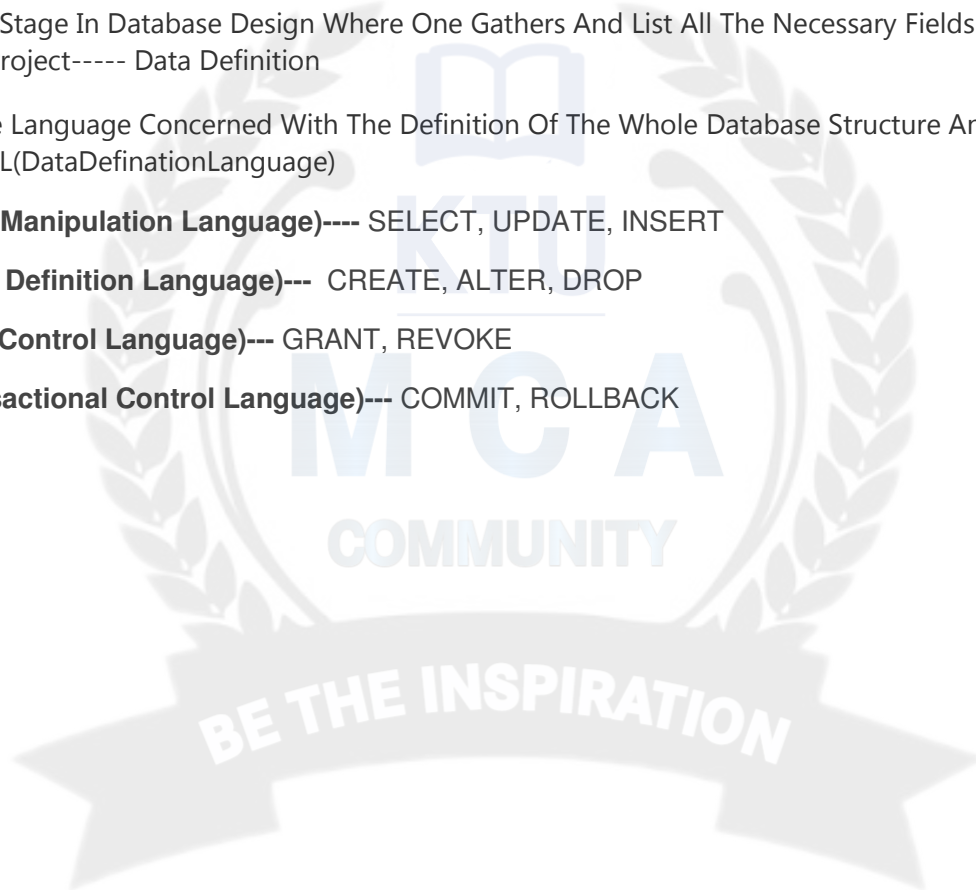 Stage In Database Design Where One Gathers And List All The Necessary Fields
roject----- Data Definition
Language Concerned With The Definition Of The Whole Database Structure
L(DataDefinationLanguage)
Manipulation Language)---- SELECT, UPDATE, INSERT
Definition Language)--- CREATE, ALTER, DROP
Control Language)--- GRANT, REVOKE
sactional Control Language)--- COMMIT, ROLLBACK
KTU
MCA
COMMUNITY
BE THE INSPIRATION